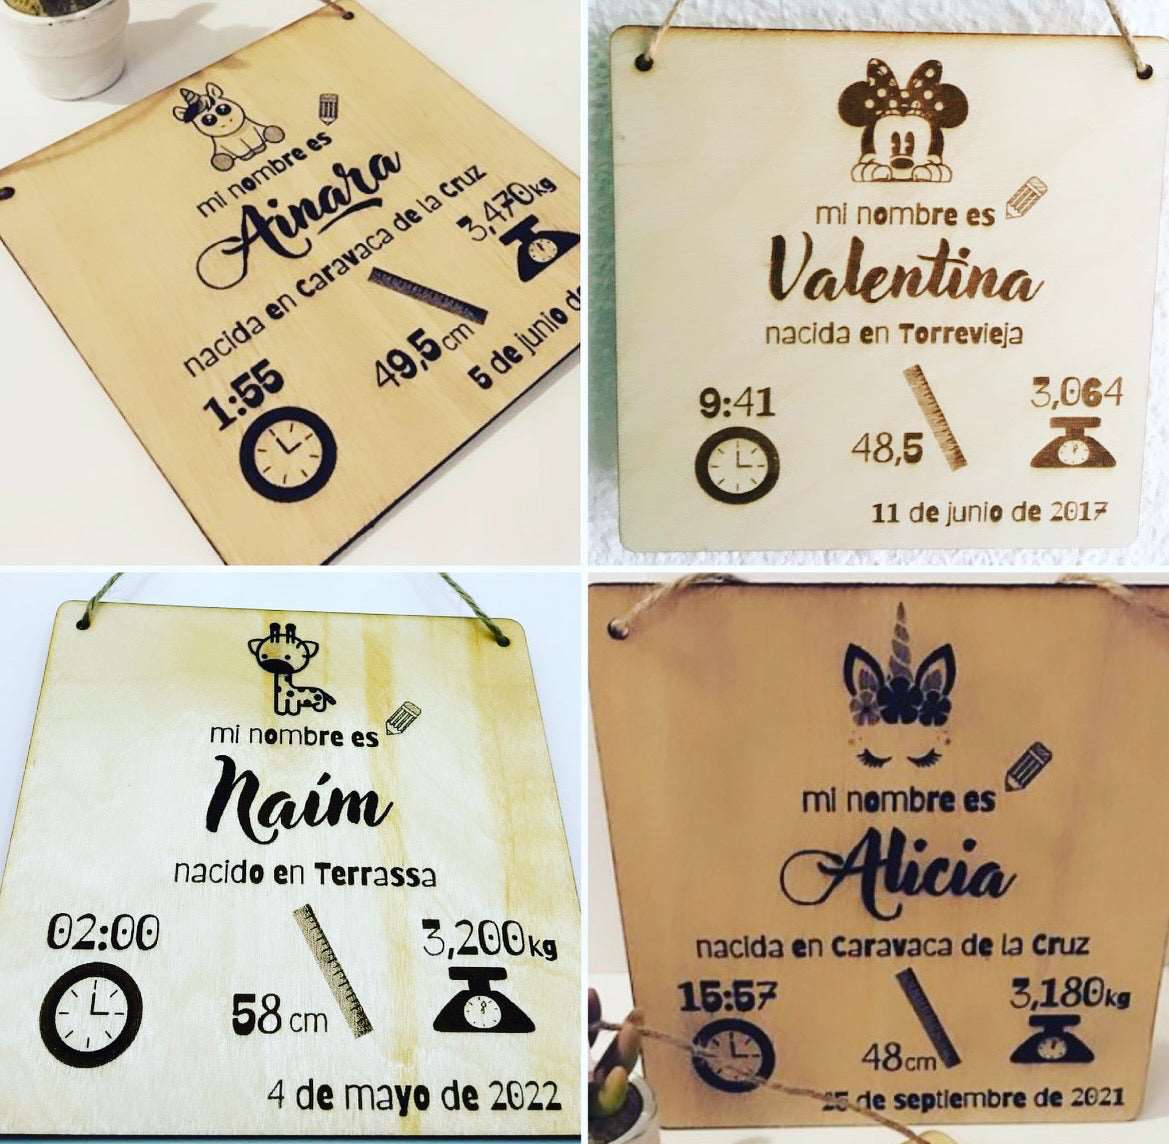 mi nombre es
Ainara
nacida en Caravaca de la Cruz
1:55
49,5cm
3,470kg
5 de junio
mi nombre es
Valentina
nacida en Torrevieja
9:41
48,5
3,064
11 de junio de 2017
mi nombre es
Naím
nacido en Terrassa
02:00
58 cm
3,200kg
4 de mayo de 2022
mi nombre es
Alicia
nacida en Caravaca de la Cruz
15:57
48cm
3,180kg
de septiembre de 2021